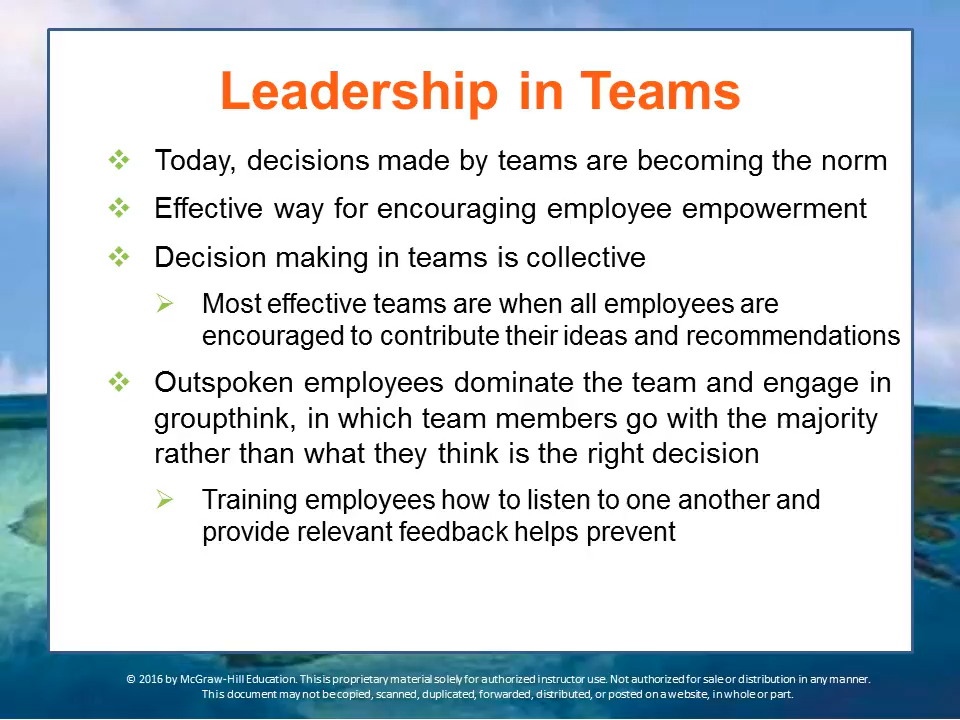 Leadership in Teams
❖ Today, decisions made by teams are becoming the norm
❖ Effective way for encouraging employee empowerment
❖ Decision making in teams is collective
➢ Most effective teams are when all employees are
encouraged to contribute their ideas and recommendations
❖ Outspoken employees dominate the team and engage in
groupthink, in which team members go with the majority
rather than what they think is the right decision
➢ Training employees how to listen to one another and
provide relevant feedback helps prevent
© 2016 by McGraw-Hill Education. This is proprietary material solely for authorized instructor use. Not authorized for sale or distribution in any manner.
This document may not be copied, scanned, duplicated, forwarded, distributed, or posted on a website, in whole or part.